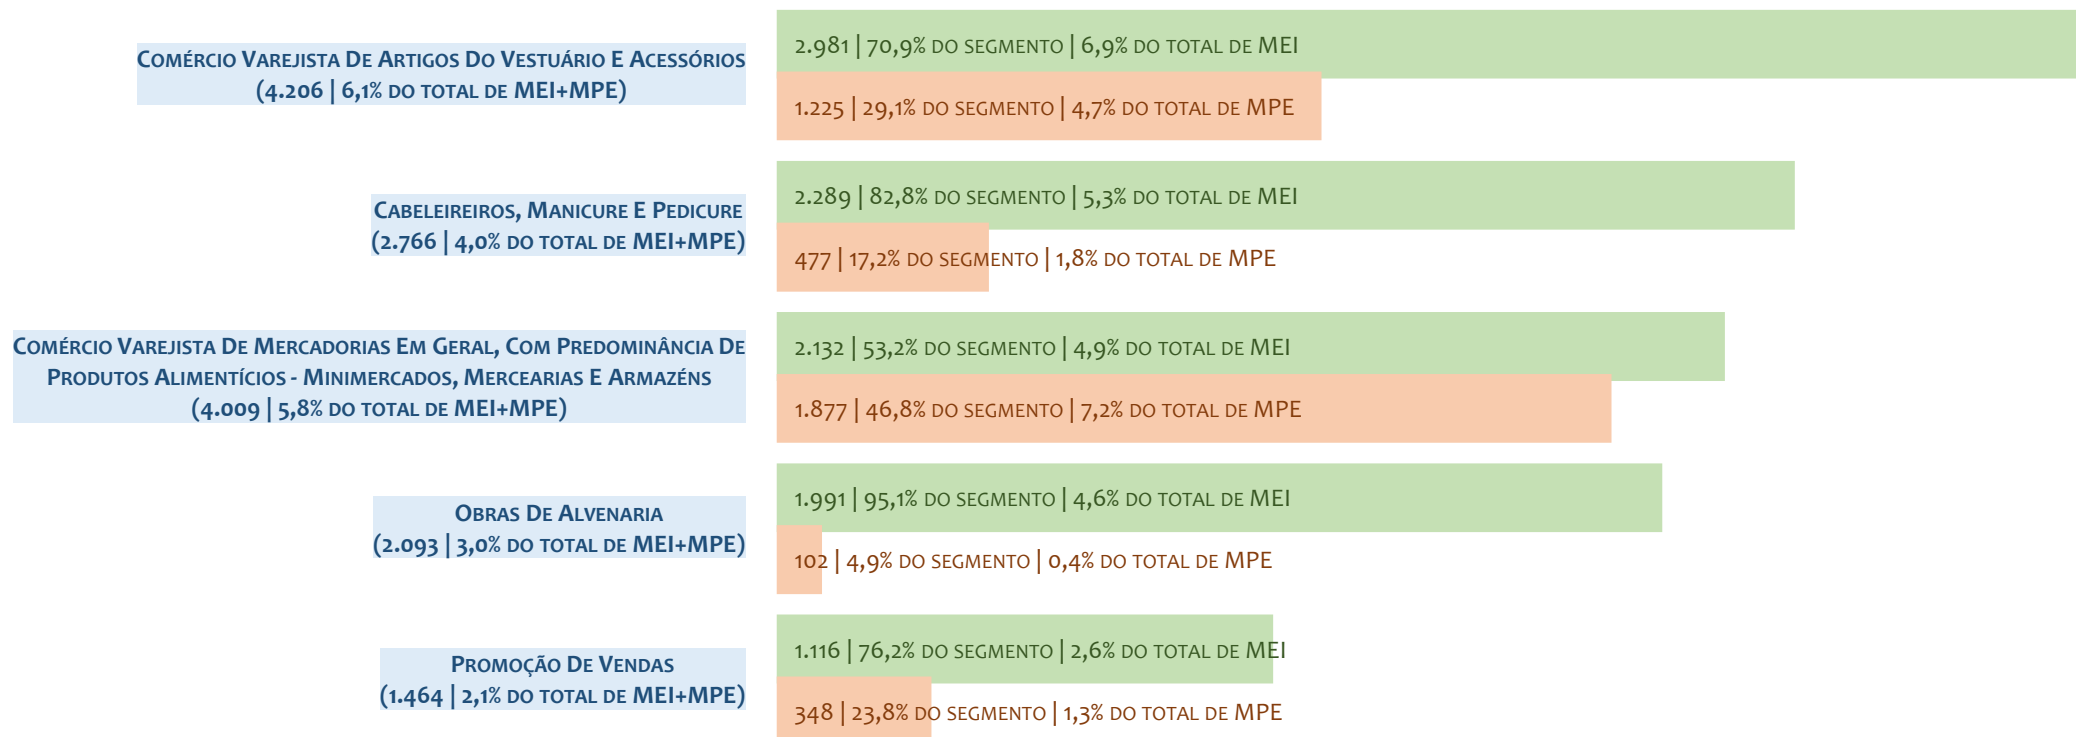 Comércio Varejista De Artigos Do Vestuário E Acessórios
(4.206 | 6,1% do total de MEI+MPE)
2.981 | 70,9% do segmento | 6,9% do total de MEI
1.225 | 29,1% do segmento | 4,7% do total de MPE
Cabeleireiros, Manicure E Pedicure
(2.766 | 4,0% do total de MEI+MPE)
2.289 | 82,8% do segmento | 5,3% do total de MEI
477 | 17,2% do segmento | 1,8% do total de MPE
Comércio Varejista De Mercadorias Em Geral, Com Predominância De
Produtos Alimentícios - Minimercados, Mercearias E Armazéns
(4.009 | 5,8% do total de MEI+MPE)
2.132 | 53,2% do segmento | 4,9% do total de MEI
1.877 | 46,8% do segmento | 7,2% do total de MPE
Obras De Alvenaria
(2.093 | 3,0% do total de MEI+MPE)
1.991 | 95,1% do segmento | 4,6% do total de MEI
102 | 4,9% do segmento | 0,4% do total de MPE
Promoção De Vendas
(1.464 | 2,1% do total de MEI+MPE)
1.116 | 76,2% do segmento | 2,6% do total de MEI
348 | 23,8% do segmento | 1,3% do total de MPE